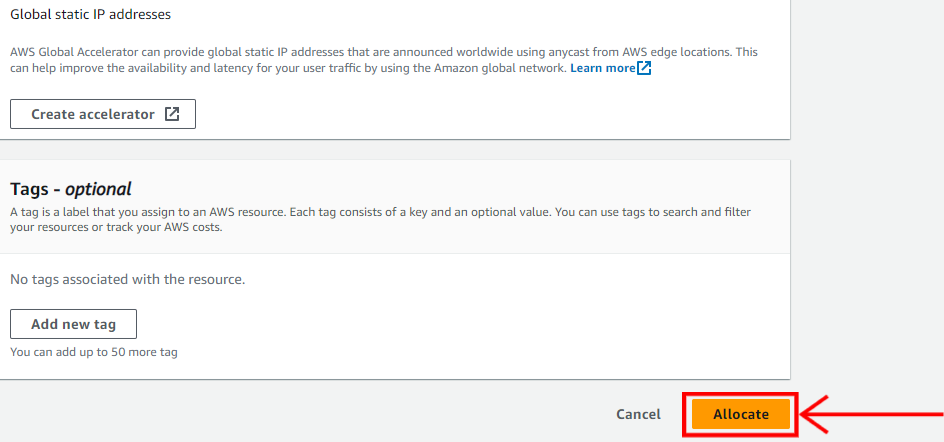 Global static IP addresses
AWS Global Accelerator can provide global static IP addresses that are announced worldwide using anycast from AWS edge locations. This
can help improve the availability and latency for your user traffic by using the Amazon global network. Learn more
Create accelerator
Tags - optional
A tag is a label that you assign to an AWS resource. Each tag consists of a key and an optional value. You can use tags to search and filter
your resources or track your AWS costs.
No tags associated with the resource.
Add new tag
You can add up to 50 more tag
Cancel Allocate